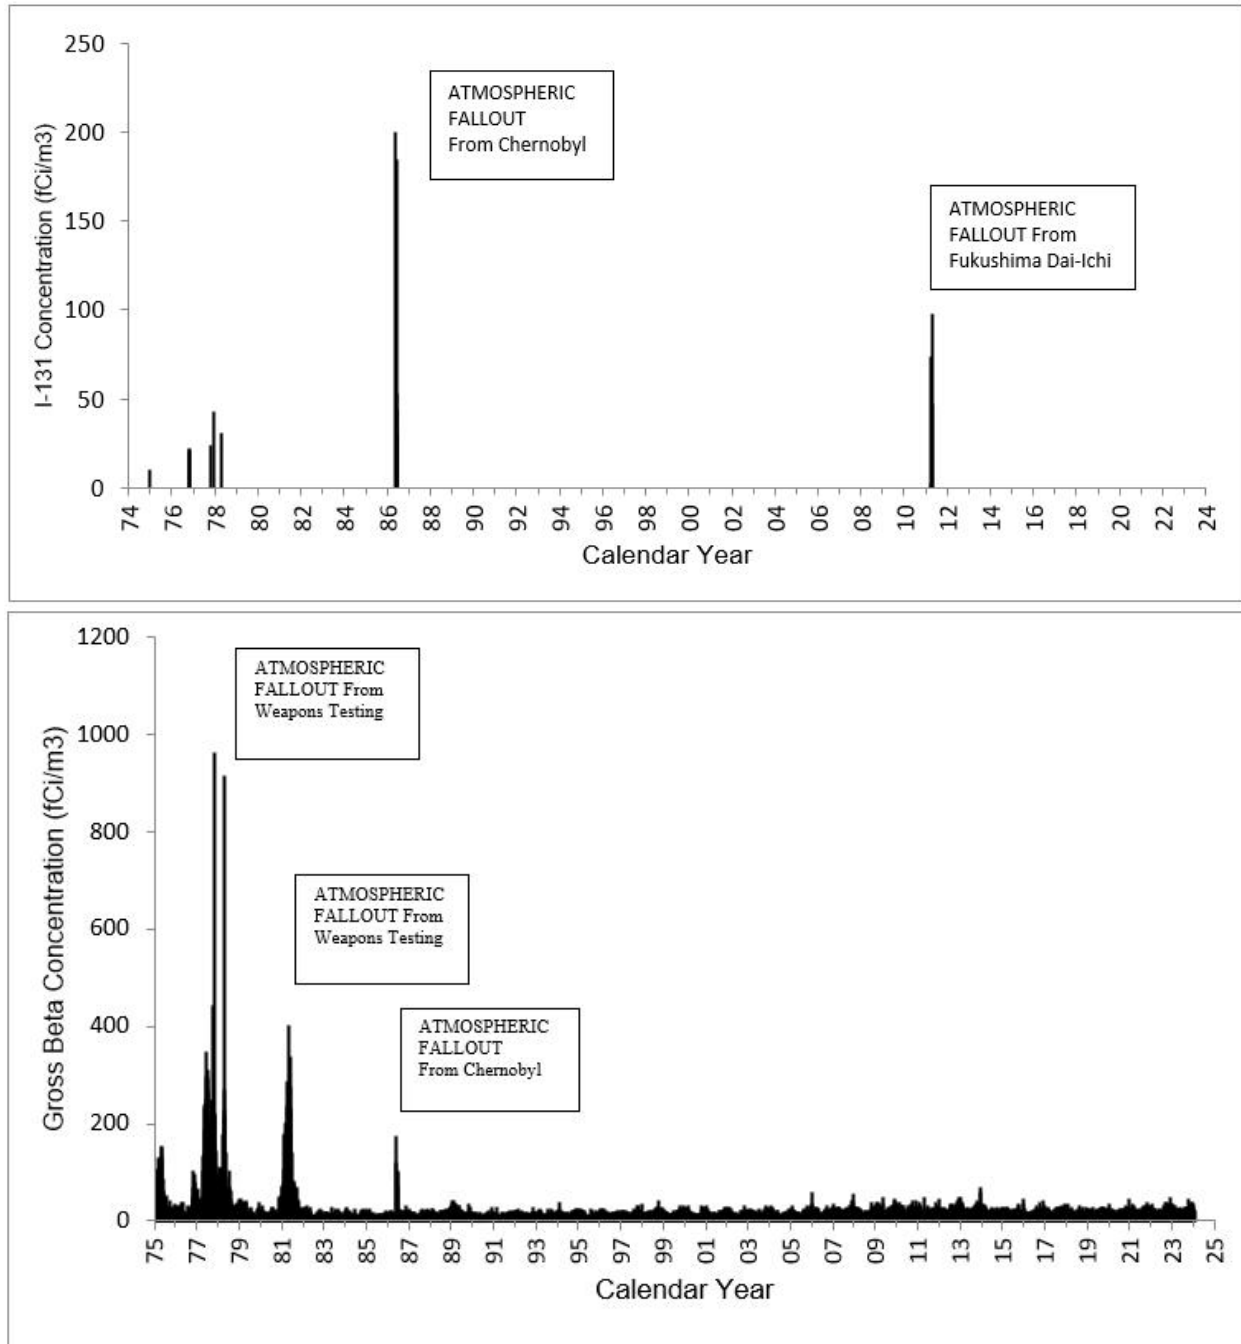 250
200
150
100
50
0
I-131 Concentration (fCi/m3)
ATMOSPHERIC
FALLOUT
From Chernobyl
ATMOSPHERIC
FALLOUT From
Fukushima Dai-Ichi
74 76 78 80 82 84 86 88 90 92 94 96 98 00 02 04 06 08 10 12 14 16 18 20 22 24
Calendar Year
1200
1000
800
600
400
200
0
Gross Beta Concentration (fCi/m3)
ATMOSPHERIC
FALLOUT From
Weapons Testing
ATMOSPHERIC
FALLOUT From
Weapons Testing
ATMOSPHERIC
FALLOUT
From Chernobyl
75 77 79 81 83 85 87 89 91 93 95 97 99 01 03 05 07 09 11 13 15 17 19 21 23 25
Calendar Year